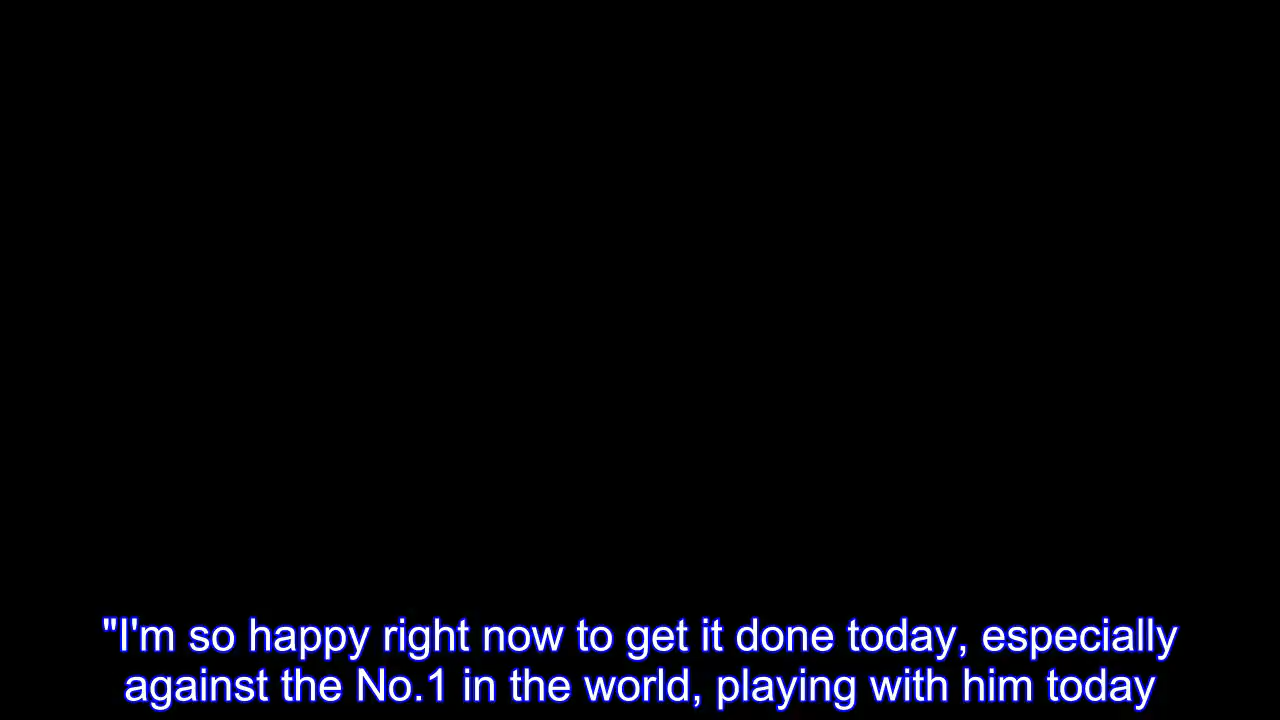 "I'm so happy right now to get it done today, especially
against the No.1 in the world, playing with him today